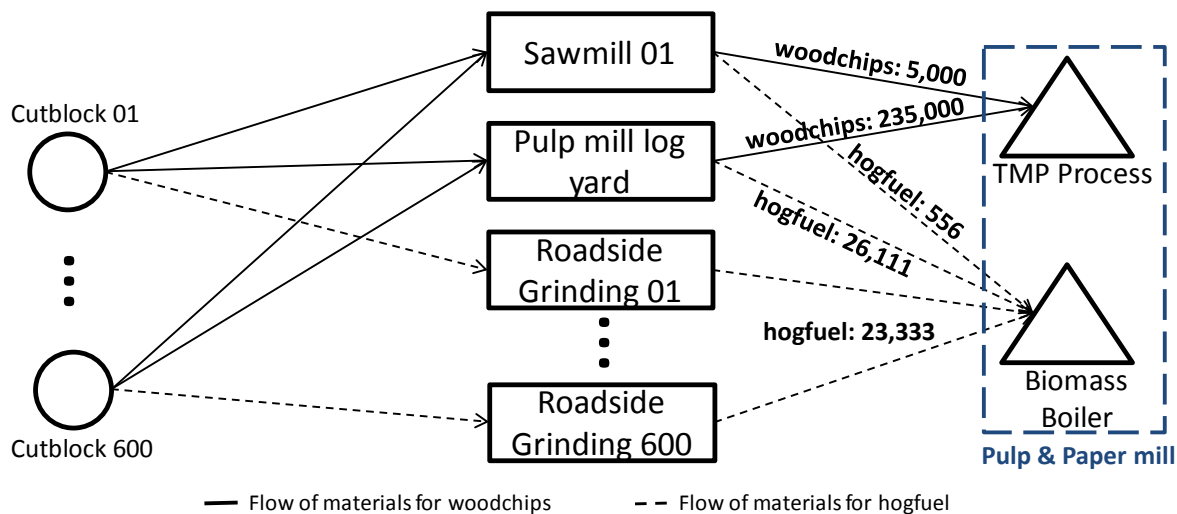 Sawmill 01
woodchips: 5,000
Cutblock 01
woodchips: 235,000
Pulp mill log
yard
TMP Process
hogfuel: 556
hogfuel: 26,111
Roadside
Grinding 01
hogfuel: 23,333
Cutblock 600
Roadside
Grinding 600
Biomass
Boiler
Pulp & Paper mill
Flow of materials for woodchips
Flow of materials for hogfuel